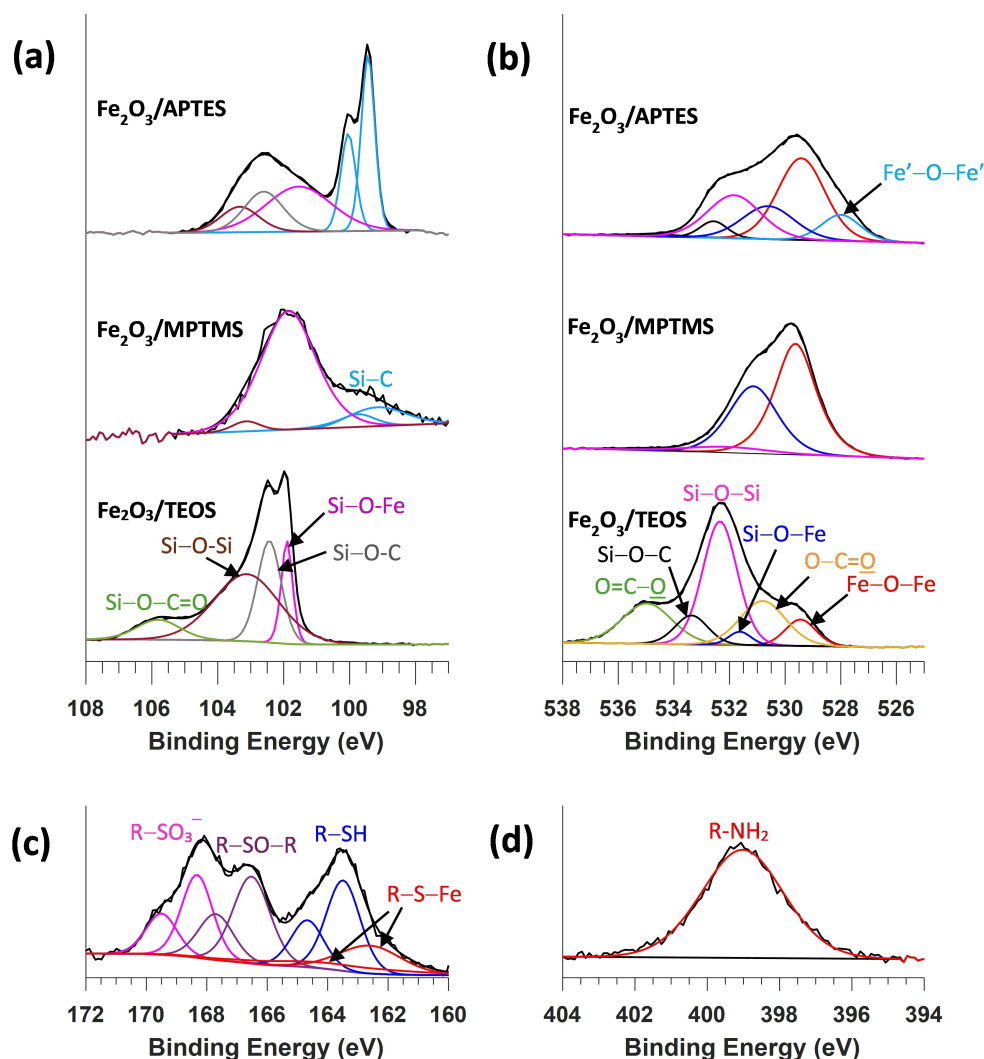 (a)
Fe₂O₃/APTES
Fe₂O₃/MPTMS
Si–C
Fe₂O₃/TEOS
Si–O-Fe
Si–O-Si
Si–O–C
Si–O–C=O
108 106 104 102 100 98
Binding Energy (eV)
(b)
Fe₂O₃/APTES
Fe'–O–Fe'
Fe₂O₃/MPTMS
Si–O–Si
Fe₂O₃/TEOS
Si–O–Fe
Si–O–C
O–C=O
O=C–O
Fe–O–Fe
538 536 534 532 530 528 526
Binding Energy (eV)
(c)
R–SO₃⁻
R–SO–R
R–SH
R–S–Fe
172 170 168 166 164 162 160
Binding Energy (eV)
(d)
R-NH₂
404 402 400 398 396 394
Binding Energy (eV)